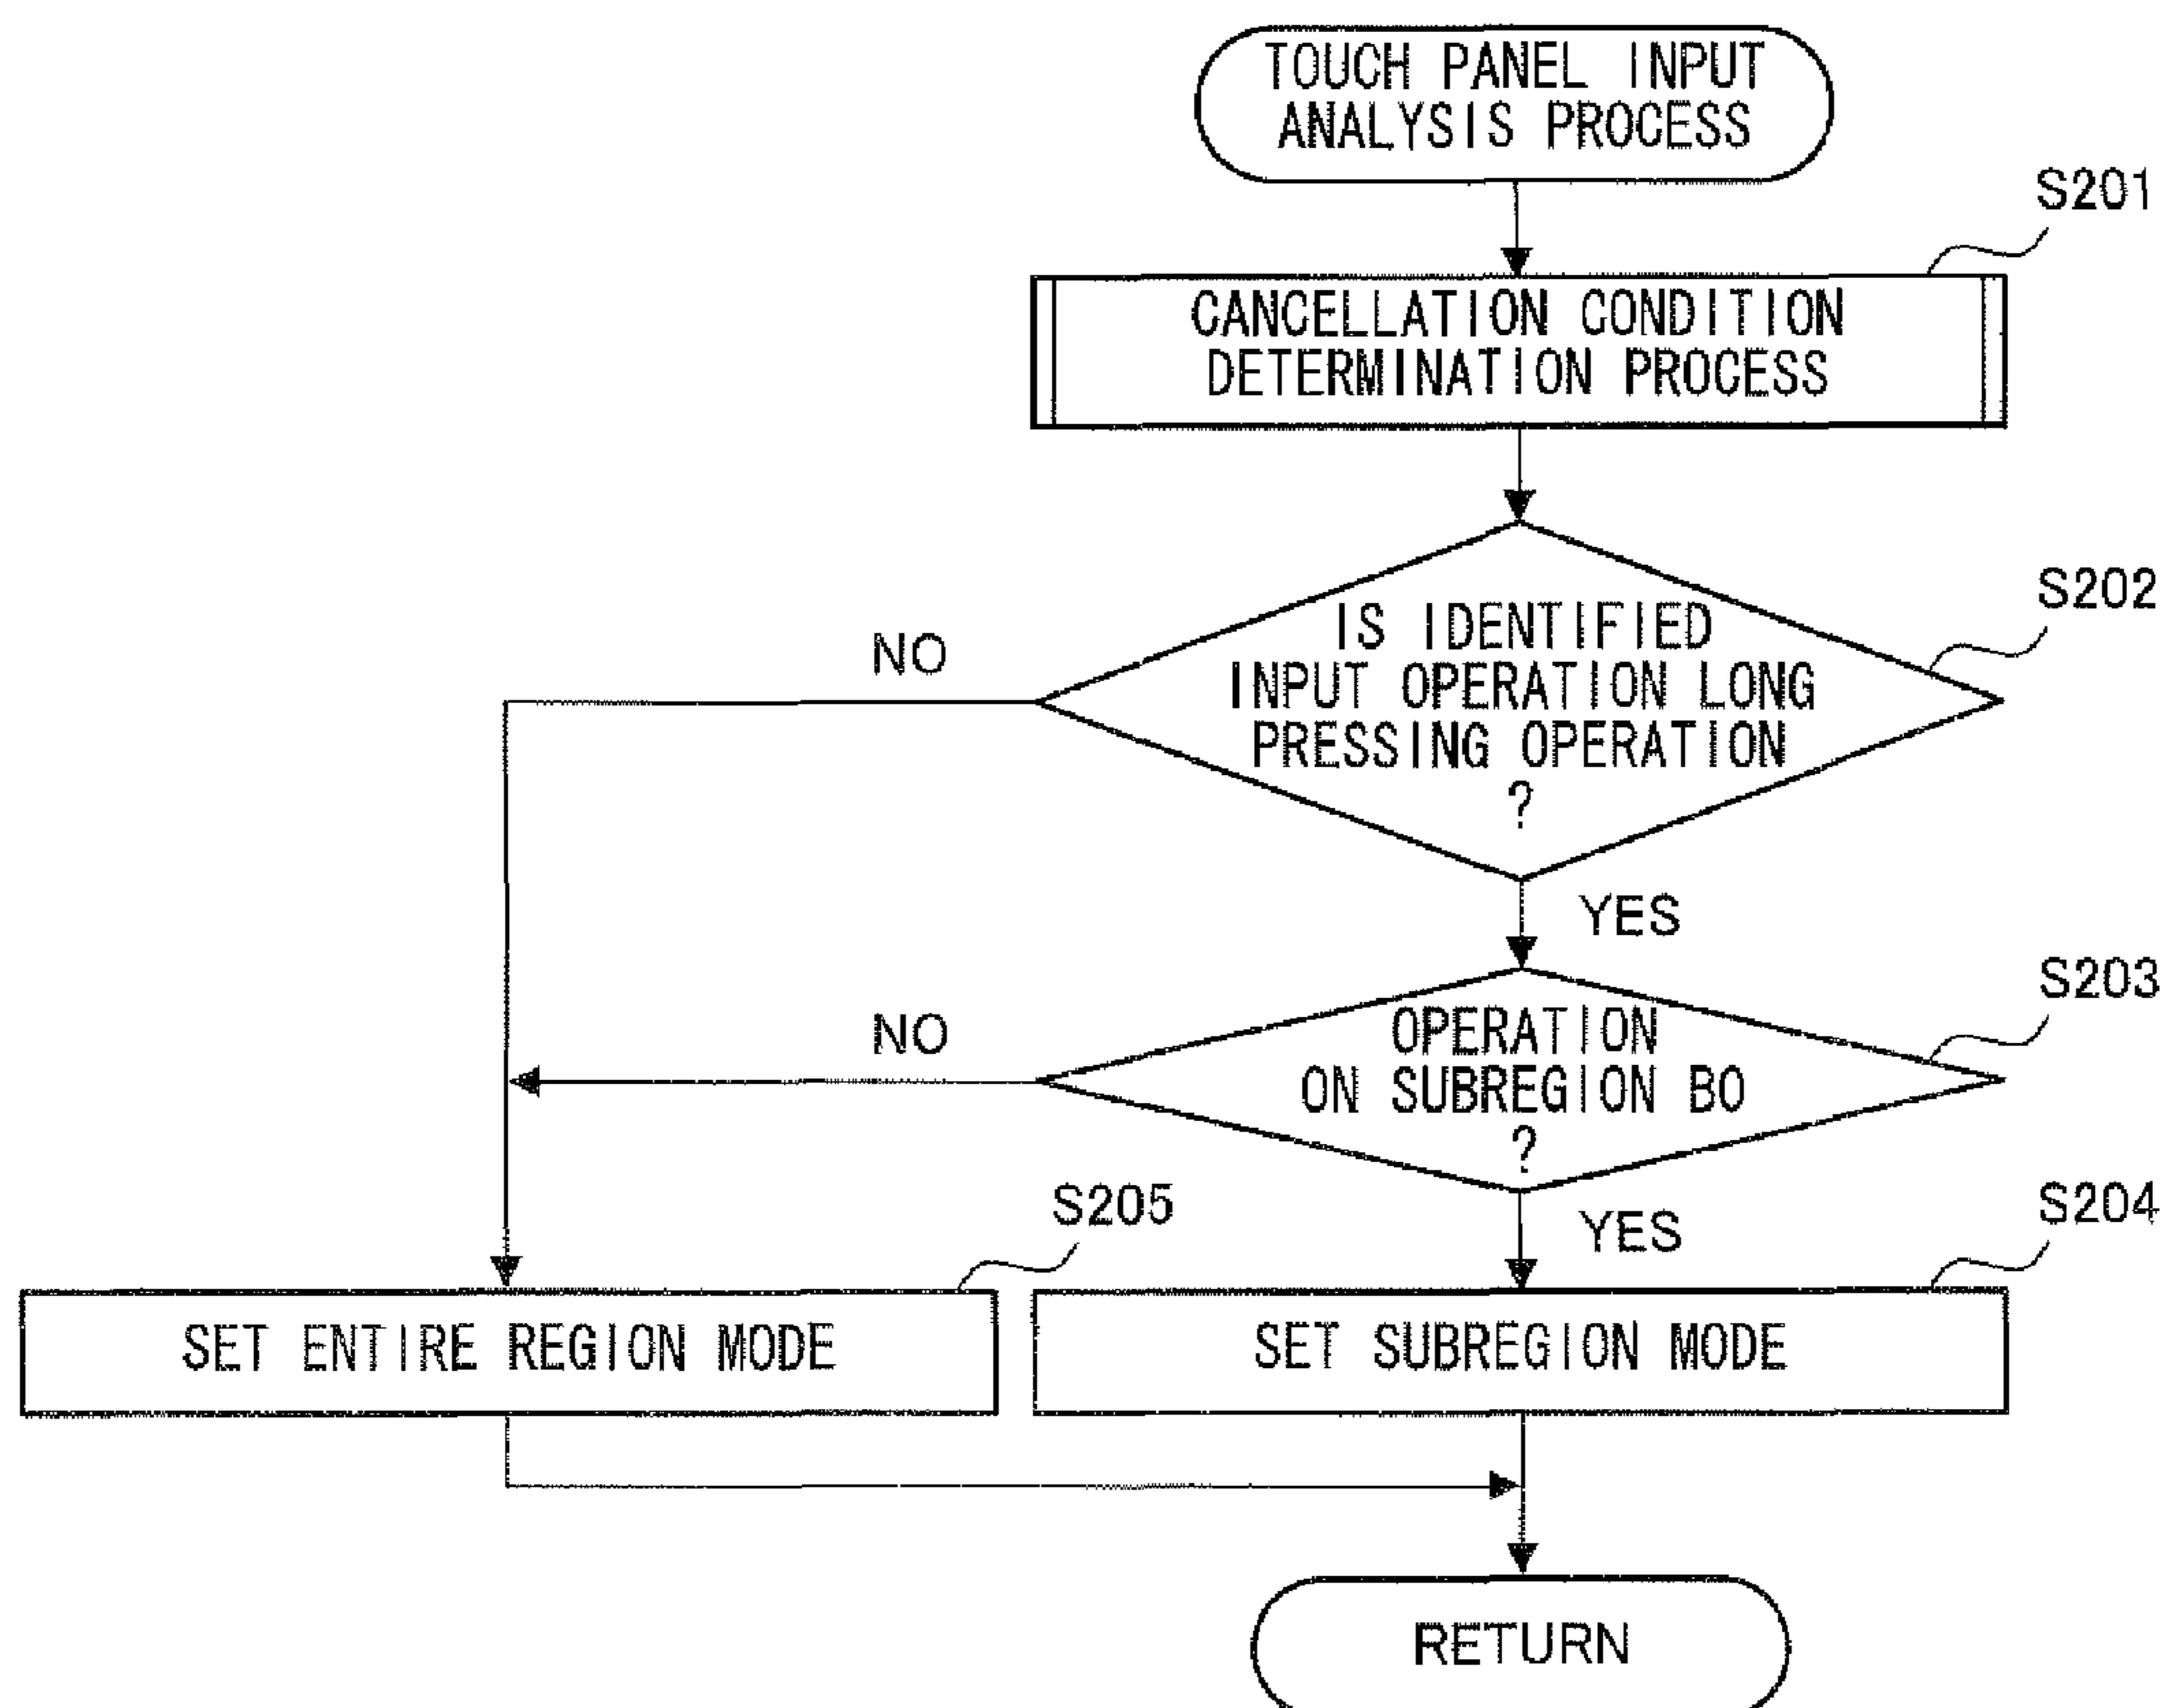 TOUCH PANEL INPUT
ANALYSIS PROCESS
S201
CANCELLATION CONDITION
DETERMINATION PROCESS
S202
IS IDENTIFIED
INPUT OPERATION LONG
PRESSING OPERATION
?
NO
YES
S203
OPERATION
ON SUBREGION BO
?
NO
YES
S205
S204
SET ENTIRE REGION MODE
SET SUBREGION MODE
RETURN